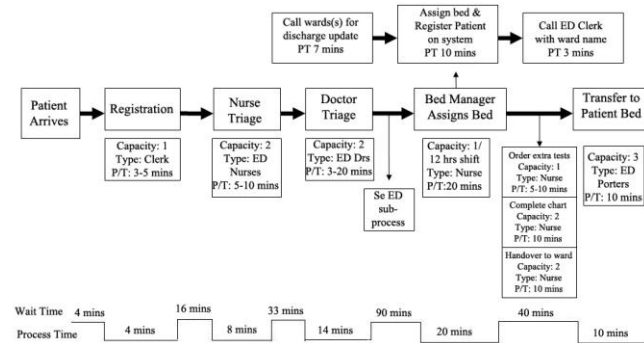 Call wards(s) for
discharge update
PT 7 mins
Assign bed &
Register Patient
on system
PT 10 mins
Call ED Clerk
with ward name
PT 3 mins
Patient
Arrives
Registration
Nurse
Triage
Doctor
Triage
Bed Manager
Assigns Bed
Transfer to
Patient Bed
Capacity: 1
Type: Clerk
P/T: 3-5 mins
Capacity: 2
Type: ED
Nurses
P/T: 5-10 mins
Capacity: 2
Type: ED Drs
P/T: 3-20 mins
Se ED
sub-
process
Capacity: 1/
12 hrs shift
Type: Nurse
P/T:20 mins
Order extra tests
Capacity: 1
Type: Nurse
P/T: 5-10 mins
Complete chart
Capacity: 2
Type: Nurse
P/T: 10 mins
Handover to ward
Capacity: 2
Type: Nurse
P/T: 10 mins
Capacity: 3
Type: ED
Porters
P/T: 10 mins
Wait Time 4 mins 16 mins 33 mins 90 mins 40 mins
Process Time 4 mins 8 mins 14 mins 20 mins 10 mins